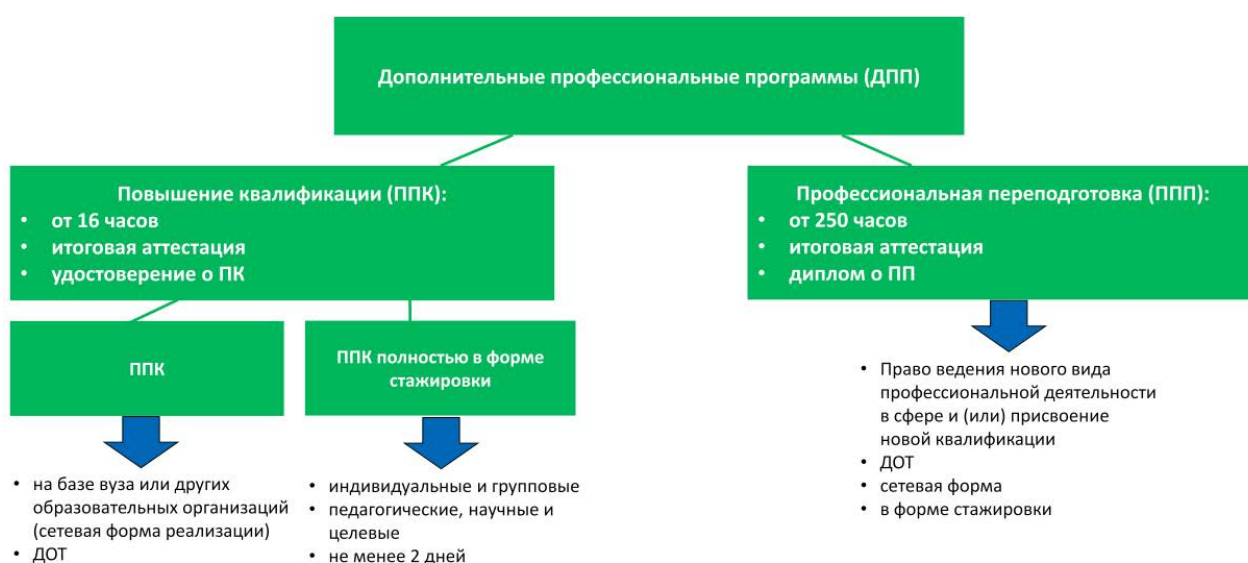 Дополнительные профессиональные программы (ДПП)
Повышение квалификации (ППК):
• от 16 часов
• итоговая аттестация
• удостоверение о ПК
Профессиональная переподготовка (ППП):
• от 250 часов
• итоговая аттестация
• диплом о ПП
ППК
ППК полностью в форме
стажировки
• на базе вуза или других
образовательных организаций
(сетевая форма реализации)
• ДОТ
• индивидуальные и групповые
• педагогические, научные и
целевые
• не менее 2 дней
• Право ведения нового вида
профессиональной деятельности
в сфере и (или) присвоение
новой квалификации
• ДОТ
• сетевая форма
• в форме стажировки